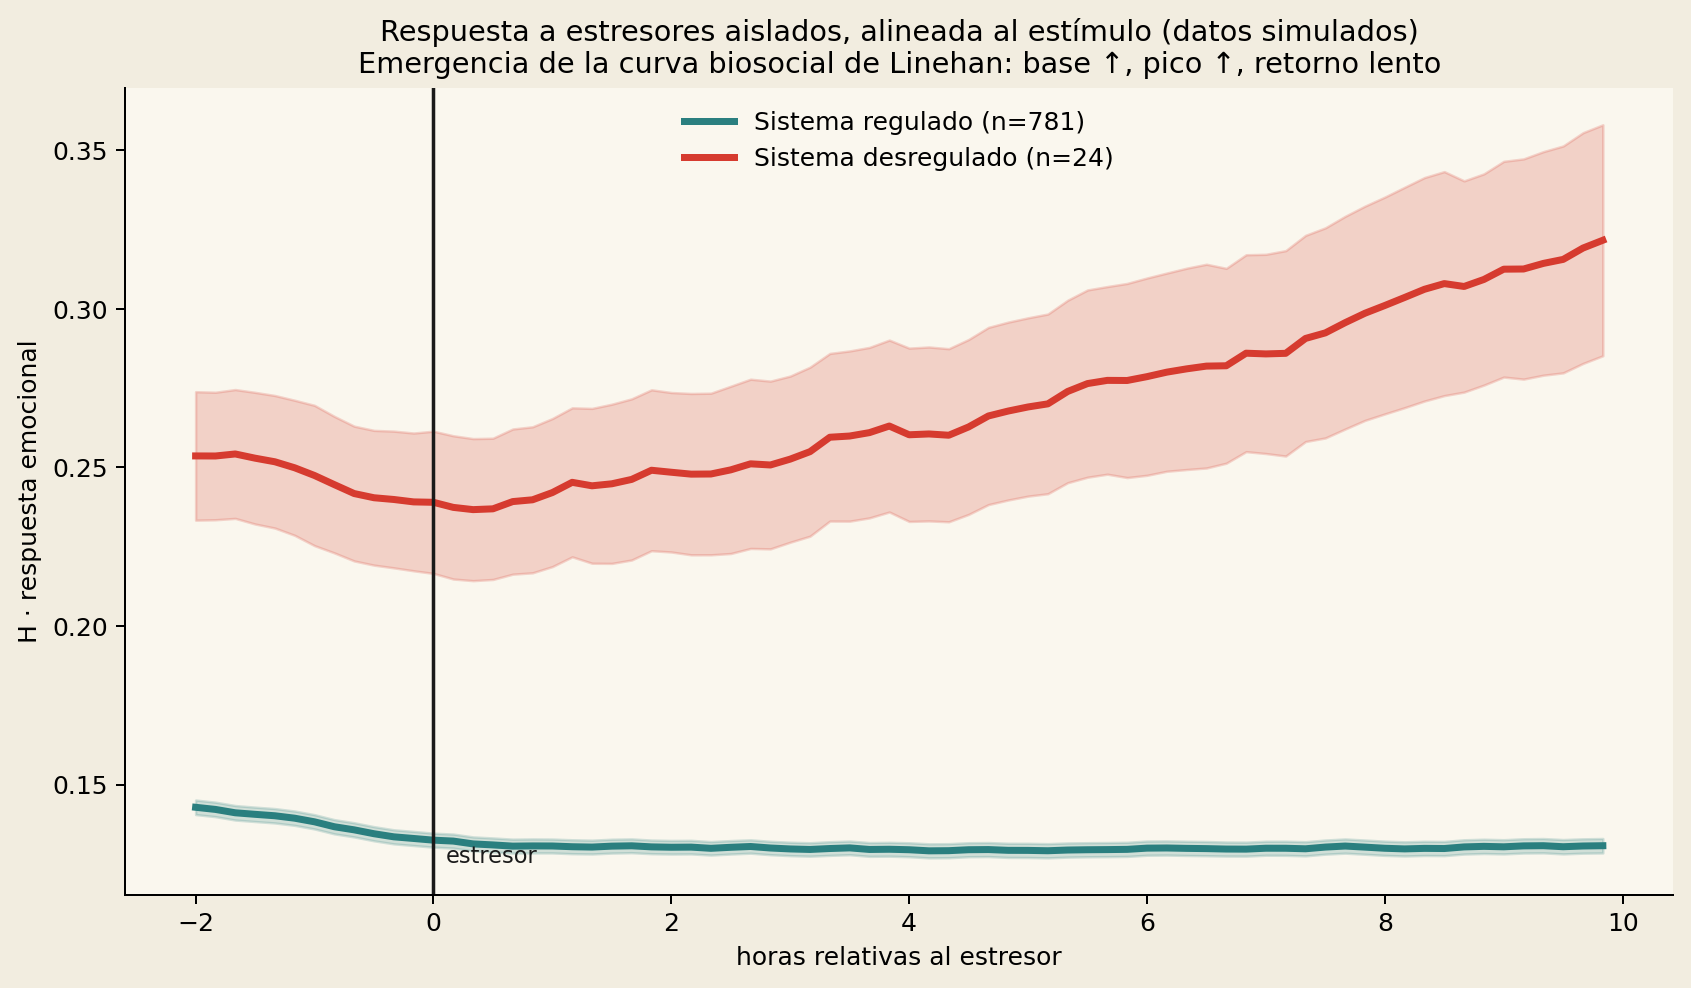 Respuesta a estresores aislados, alineada al estímulo (datos simulados)
Emergencia de la curva biosocial de Linehan: base ↑, pico ↑, retorno lento
Sistema regulado (n=781)
Sistema desregulado (n=24)
H · respuesta emocional
0.35
0.30
0.25
0.20
0.15
estresor
−2
0
2
4
6
8
10
horas relativas al estresor